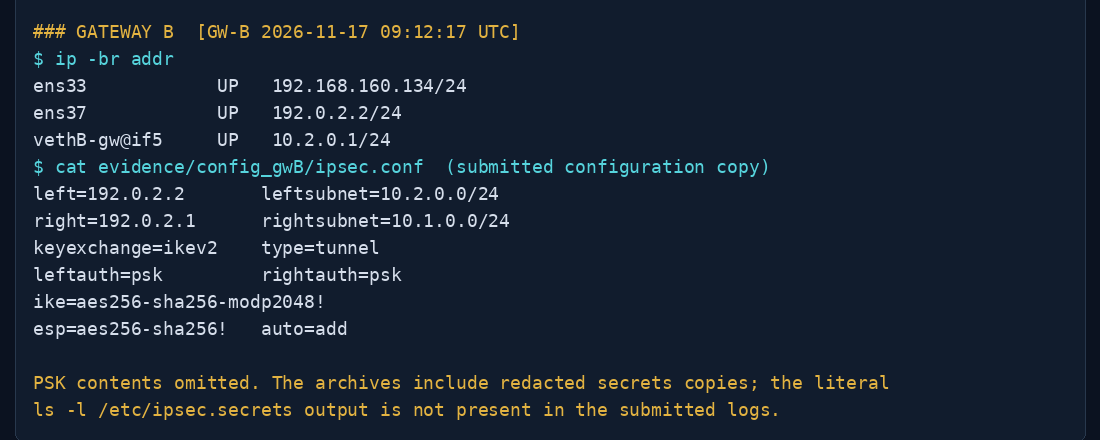 ### GATEWAY B  [GW-B 2026-11-17 09:12:17 UTC]
$ ip -br addr
ens33            UP   192.168.160.134/24
ens37            UP   192.0.2.2/24
vethB-gw@if5     UP   10.2.0.1/24
$ cat evidence/config_gwB/ipsec.conf  (submitted configuration copy)
left=192.0.2.2       leftsubnet=10.2.0.0/24
right=192.0.2.1      rightsubnet=10.1.0.0/24
keyexchange=ikev2    type=tunnel
leftauth=psk         rightauth=psk
ike=aes256-sha256-modp2048!
esp=aes256-sha256!   auto=add
PSK contents omitted. The archives include redacted secrets copies; the literal
ls -l /etc/ipsec.secrets output is not present in the submitted logs.